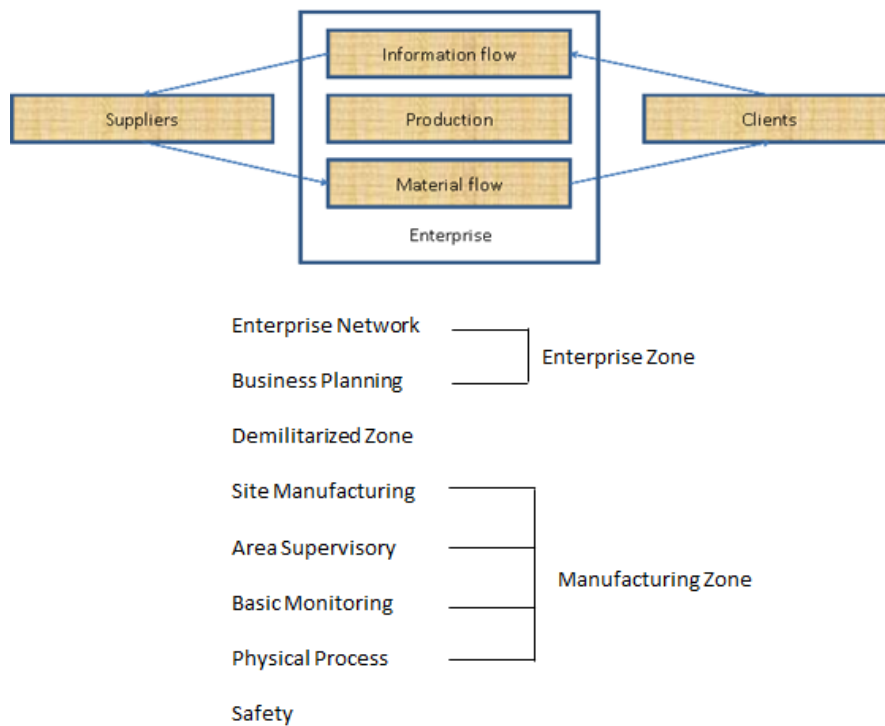 Information flow
Suppliers
Production
Clients
Material flow
Enterprise
Enterprise Network
Enterprise Zone
Business Planning
Demilitarized Zone
Site Manufacturing
Area Supervisory
Manufacturing Zone
Basic Monitoring
Physical Process
Safety